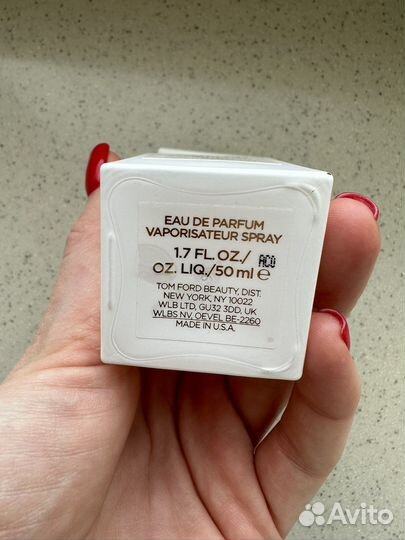 EAU DE PARFUM
VAPORISATEUR SPRAY
1.7 FL. OZ./
OZ. LIQ./50 ml e
AC0
TOM FORD BEAUTY, DIST.
NEW YORK, NY 10022
WLB LTD, GU32 3DD, UK
WLBS NV, OEVEL BE-2260
MADE IN U.S.A.
Avito